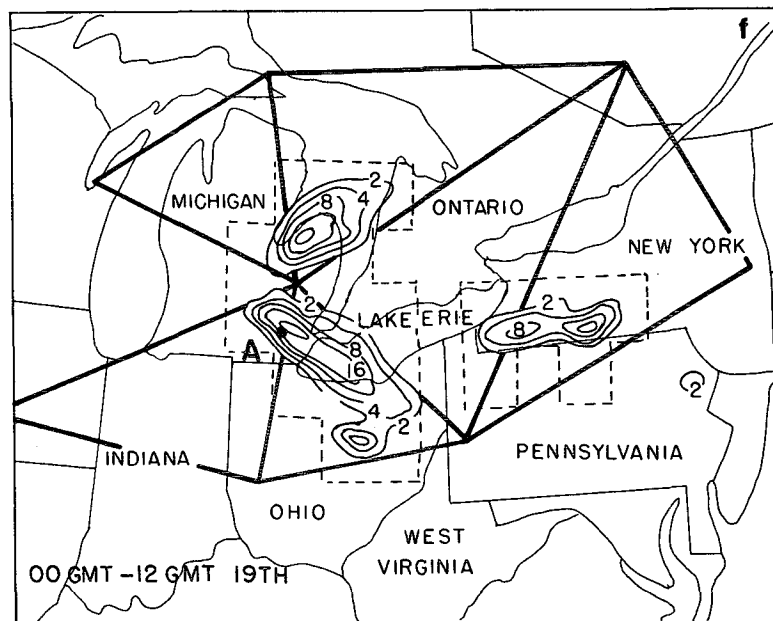 f
MICHIGAN
2
8
4
ONTARIO
NEW YORK
2
LAKE ERIE
2
8
A
8
16
2
4
2
INDIANA
PENNSYLVANIA
OHIO
WEST
VIRGINIA
00 GMT - 12 GMT 19TH